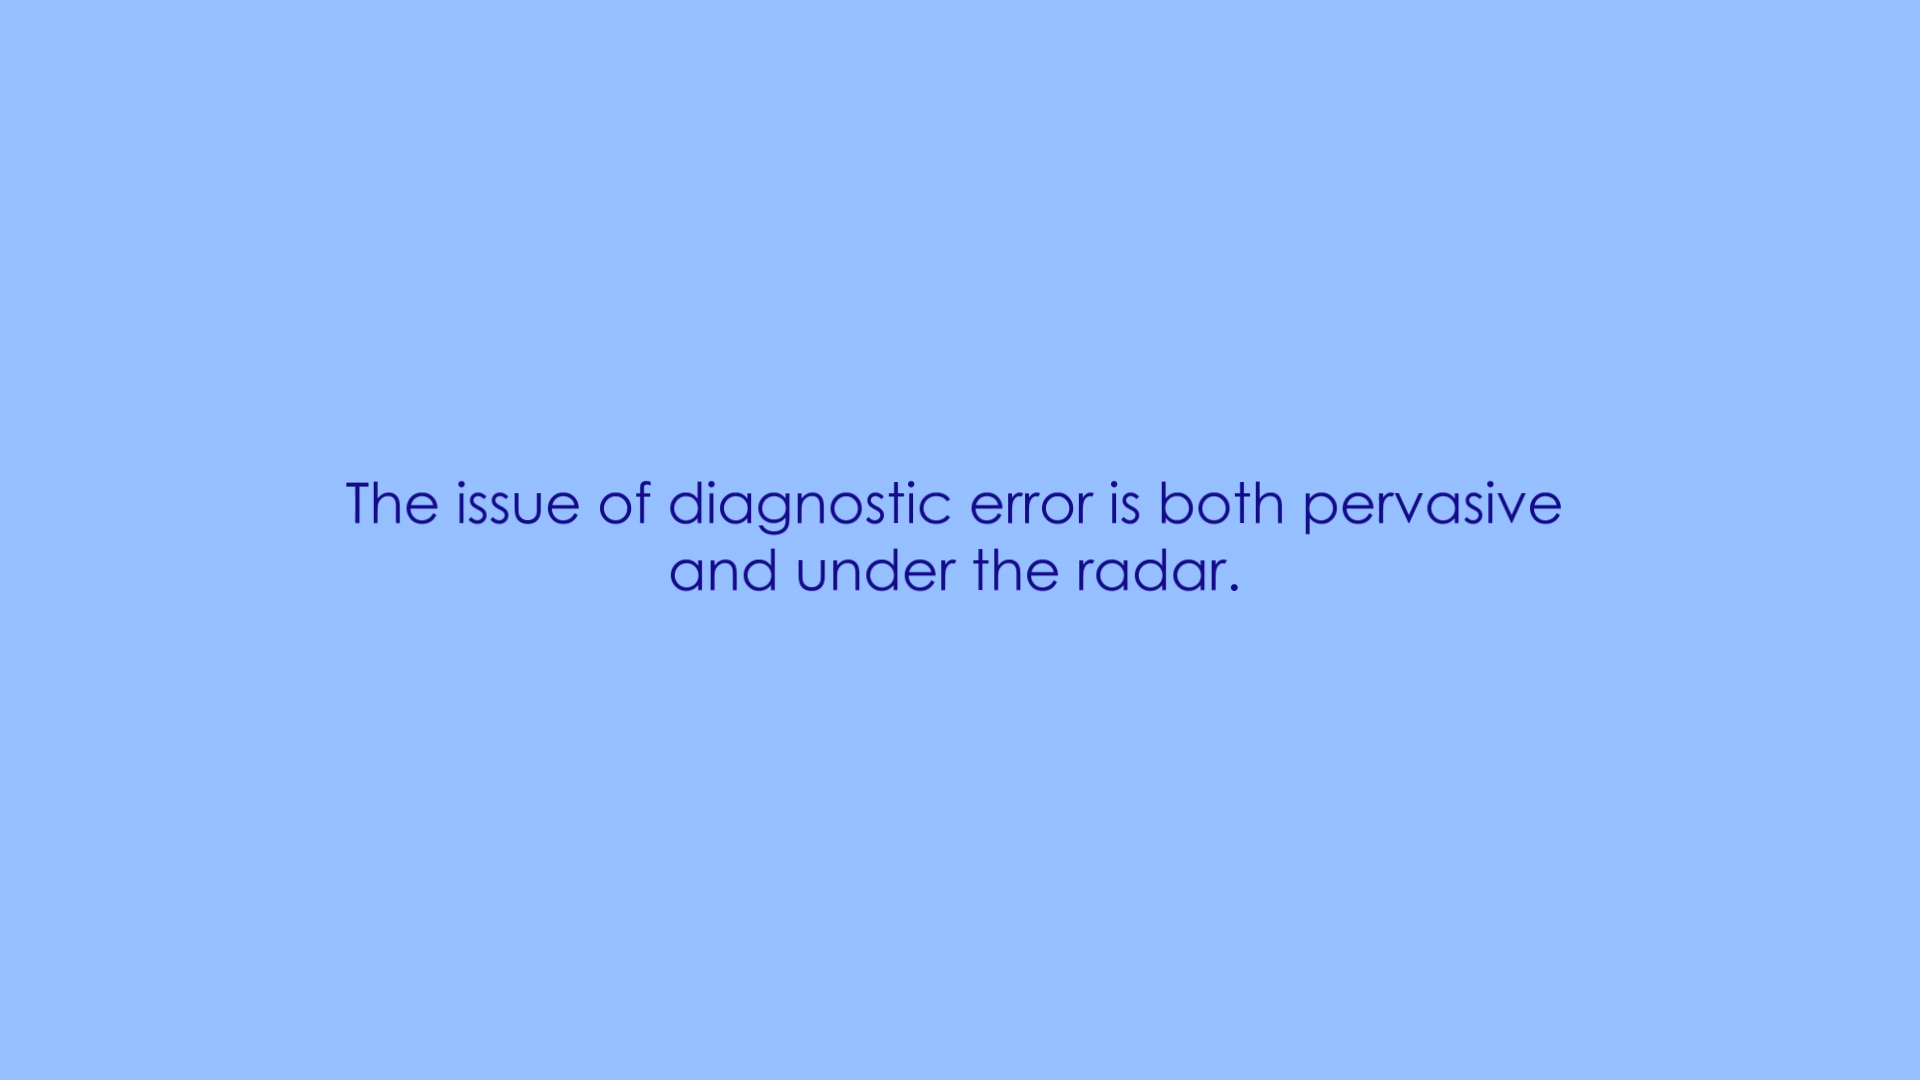 The issue of diagnostic error is both pervasive
and under the radar.